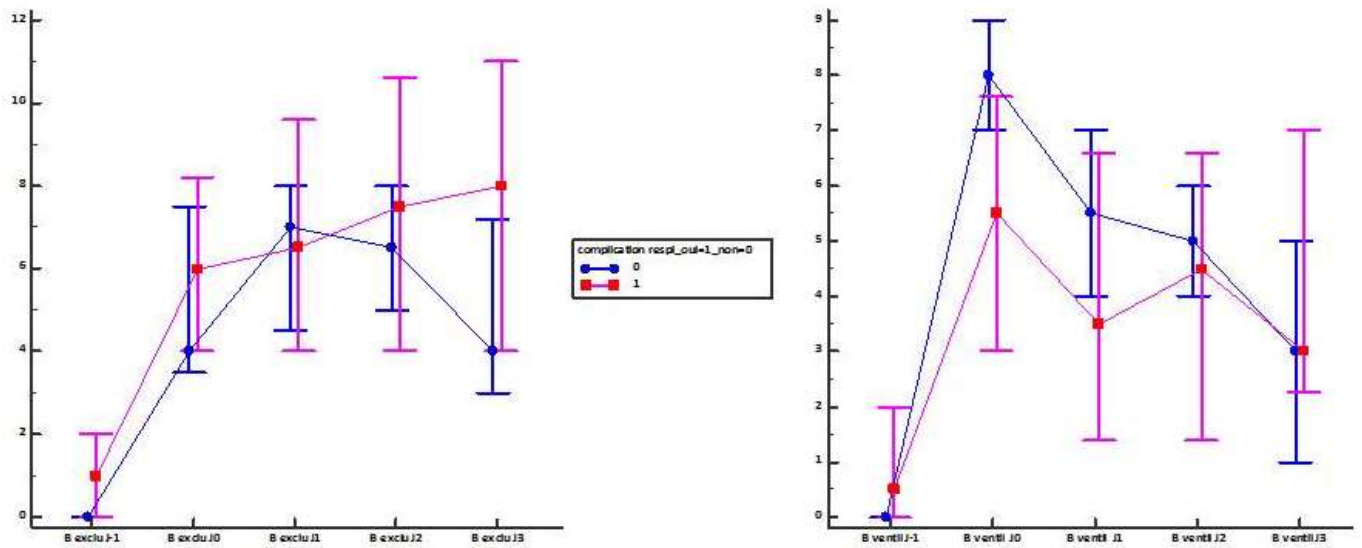 12
10
8
6
4
2
0
B exclu J-1
B exclu J0
B exclu J1
B exclu J2
B exclu J3
complication respi_oui=1_non=0
0
1
9
8
7
6
5
4
3
2
1
0
B ventil J-1
B ventil J0
B ventil J1
B ventil J2
B ventil J3